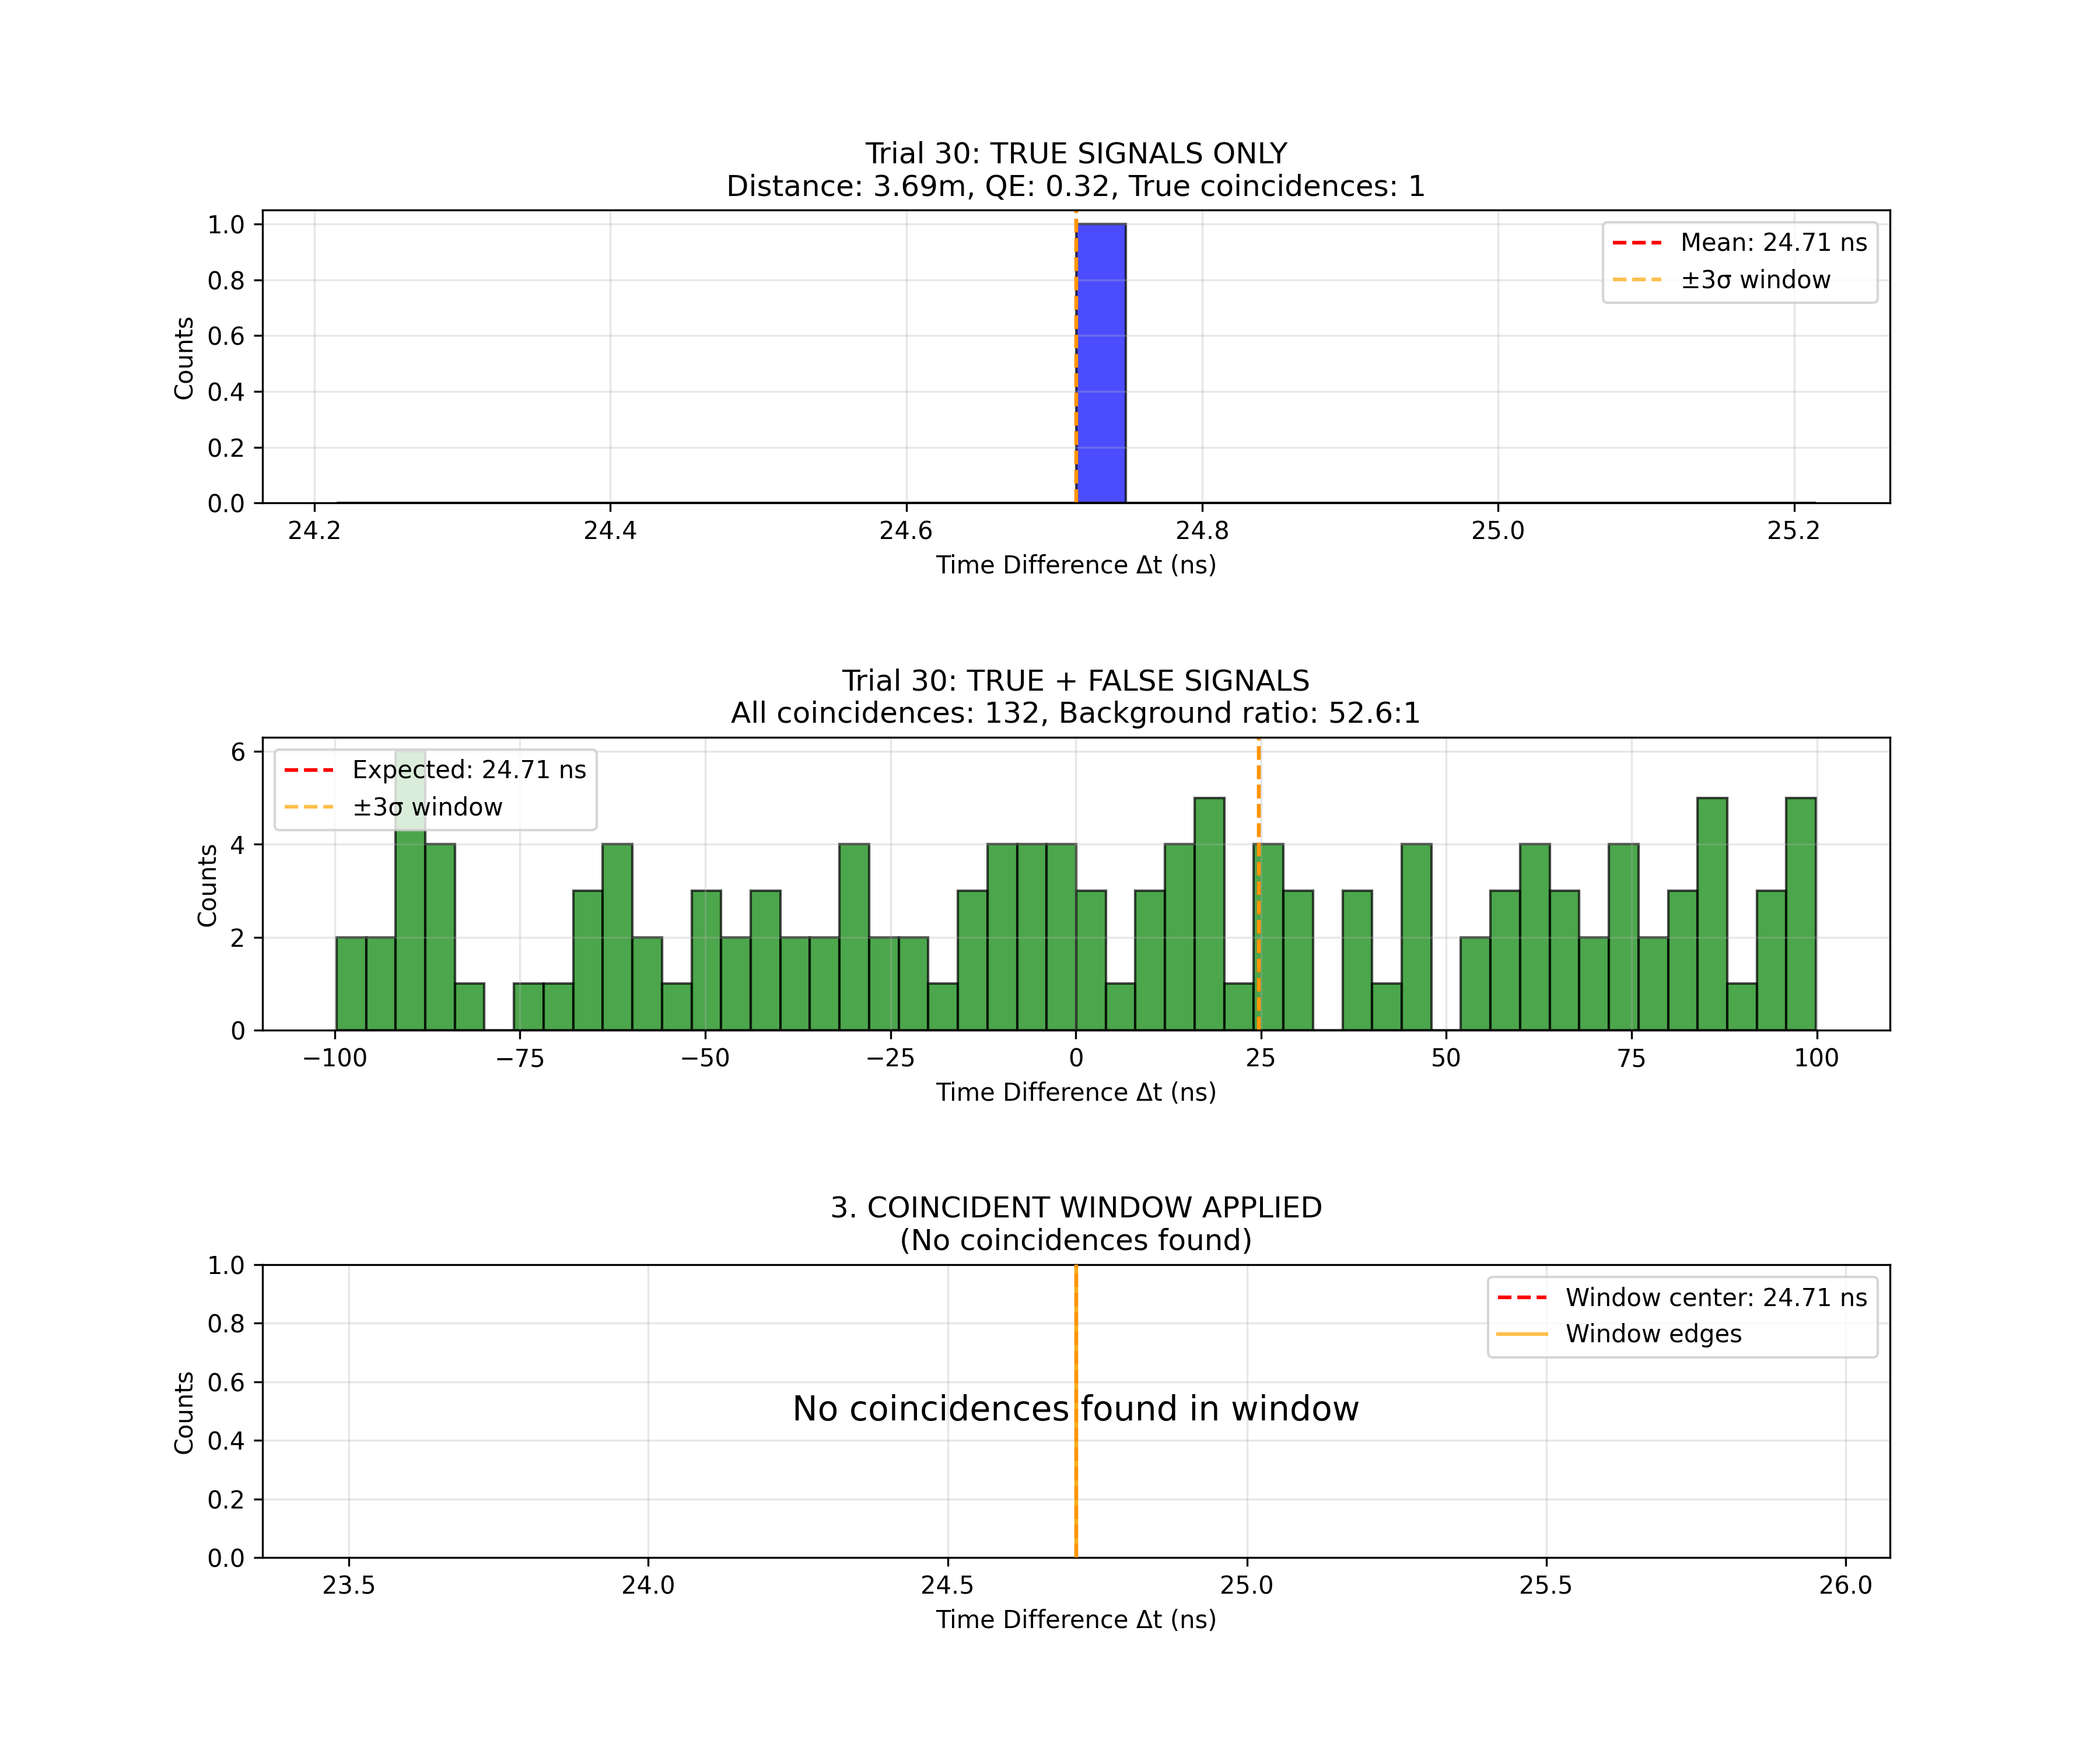 Trial 30: TRUE SIGNALS ONLY
Distance: 3.69m, QE: 0.32, True coincidences: 1
Counts
1.0
0.8
0.6
0.4
0.2
0.0
Mean: 24.71 ns
±3σ window
24.2 24.4 24.6 24.8 25.0 25.2
Time Difference Δt (ns)
Trial 30: TRUE + FALSE SIGNALS
All coincidences: 132, Background ratio: 52.6:1
Counts
6
4
2
0
Expected: 24.71 ns
±3σ window
−100 −75 −50 −25 0 25 50 75 100
Time Difference Δt (ns)
3. COINCIDENT WINDOW APPLIED
(No coincidences found)
Counts
1.0
0.8
0.6
0.4
0.2
0.0
Window center: 24.71 ns
Window edges
No coincidences found in window
23.5 24.0 24.5 25.0 25.5 26.0
Time Difference Δt (ns)